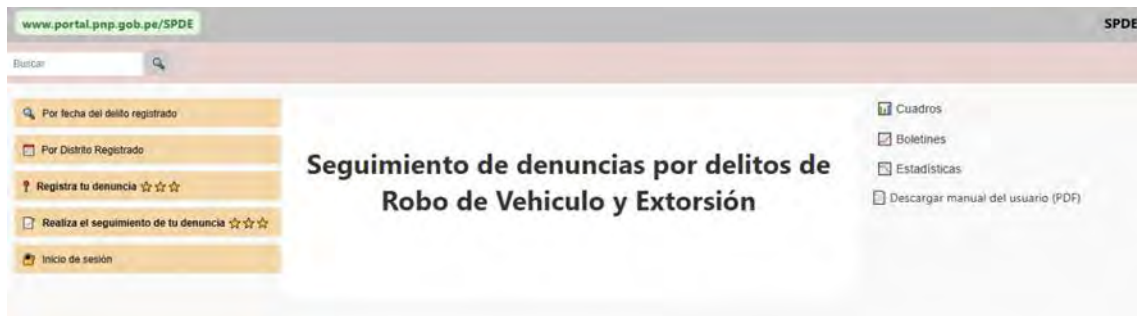 www.portal.pnp.gob.pe/SPDE
SPDE
Buscar
Por fecha del delito registrado
Por Distrito Registrado
Registra tu denuncia
Realiza el seguimiento de tu denuncia
Inicio de sesión
Seguimiento de denuncias por delitos de
Robo de Vehiculo y Extorsión
Cuadros
Boletines
Estadísticas
Descargar manual del usuario (PDF)